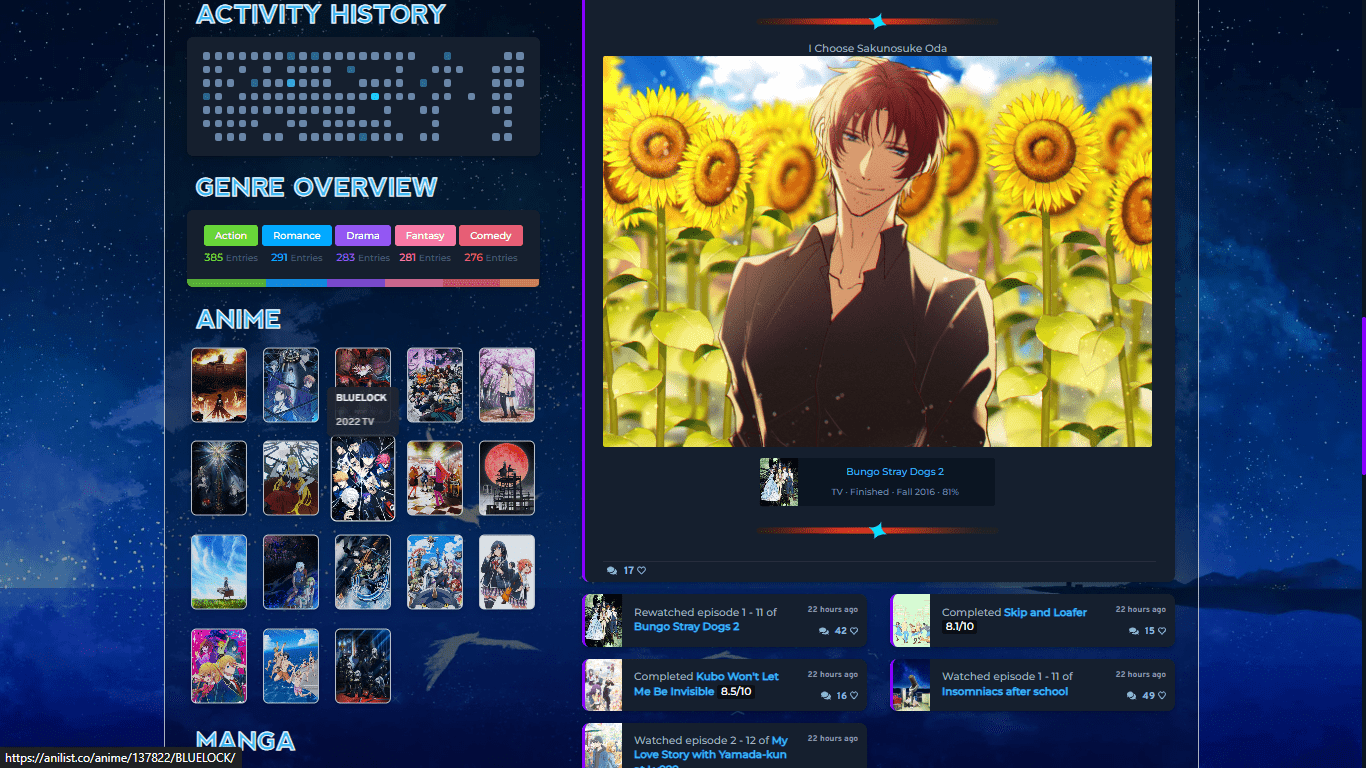 ACTIVITY HISTORY
GENRE OVERVIEW
Action
Romance
Drama
Fantasy
Comedy
385 Entries
291 Entries
283 Entries
281 Entries
276 Entries
ANIME
BLUELOCK
2022 TV
MANGA
https://anilist.co/anime/137822/BLUELOCK/
I Choose Sakunosuke Oda
Bungo Stray Dogs 2
TV · Finished · Fall 2016 · 81%
17
Rewatched episode 1 - 11 of
Bungo Stray Dogs 2
22 hours ago
42
Completed Skip and Loafer
8.1/10
22 hours ago
15
Completed Kubo Won't Let
Me Be Invisible 8.5/10
22 hours ago
16
Watched episode 1 - 11 of
Insomniacs after school
22 hours ago
49
Watched episode 2 - 12 of My
Love Story with Yamada-kun
22 hours ago